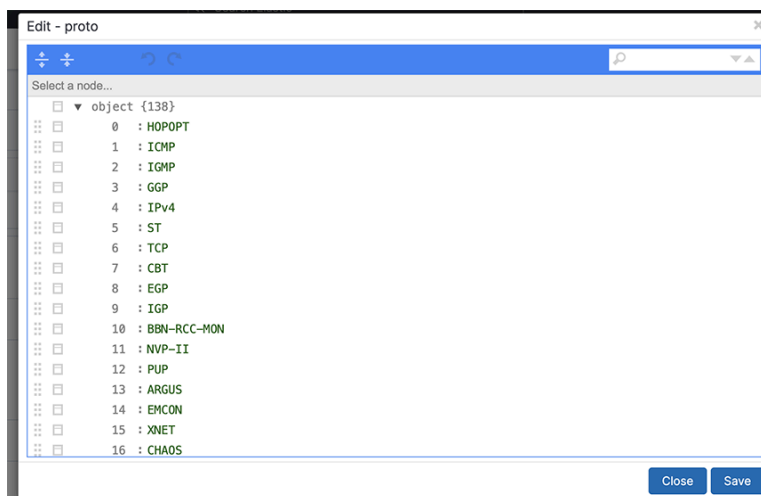 Edit - proto
Select a node...
object {138}
0 : HOPOPT
1 : ICMP
2 : IGMP
3 : GGP
4 : IPv4
5 : ST
6 : TCP
7 : CBT
8 : EGP
9 : IGP
10 : BBN-RCC-MON
11 : NVP-II
12 : PUP
13 : ARGUS
14 : EMCON
15 : XNET
16 : CHAOS
Close Save